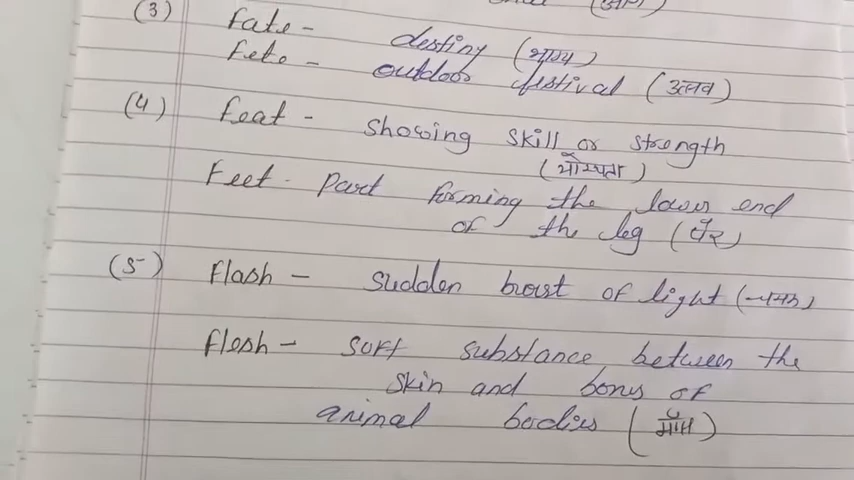 (3) Fate - destiny (भाग्य)
Fete - outdoor festival (उत्सव)
(4) Feat - showing skill or strength
(योग्यता)
Feet - Part forming the lower end
of the leg (पैर)
(5) Flash - sudden burst of light (चमक)
Flesh - soft substance between the
skin and bones of
animal bodies (माँस)